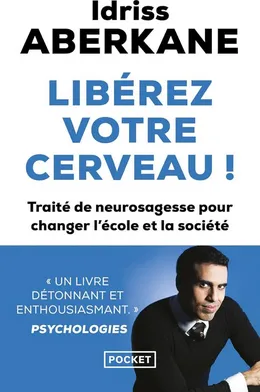 Idriss
ABERKANE
LIBÉREZ
VOTRE
CERVEAU !
Traité de neurosagesse pour
changer l'école et la société
« UN LIVRE
DÉTONNANT ET
ENTHOUSIASMANT. »
PSYCHOLOGIES
POCKET